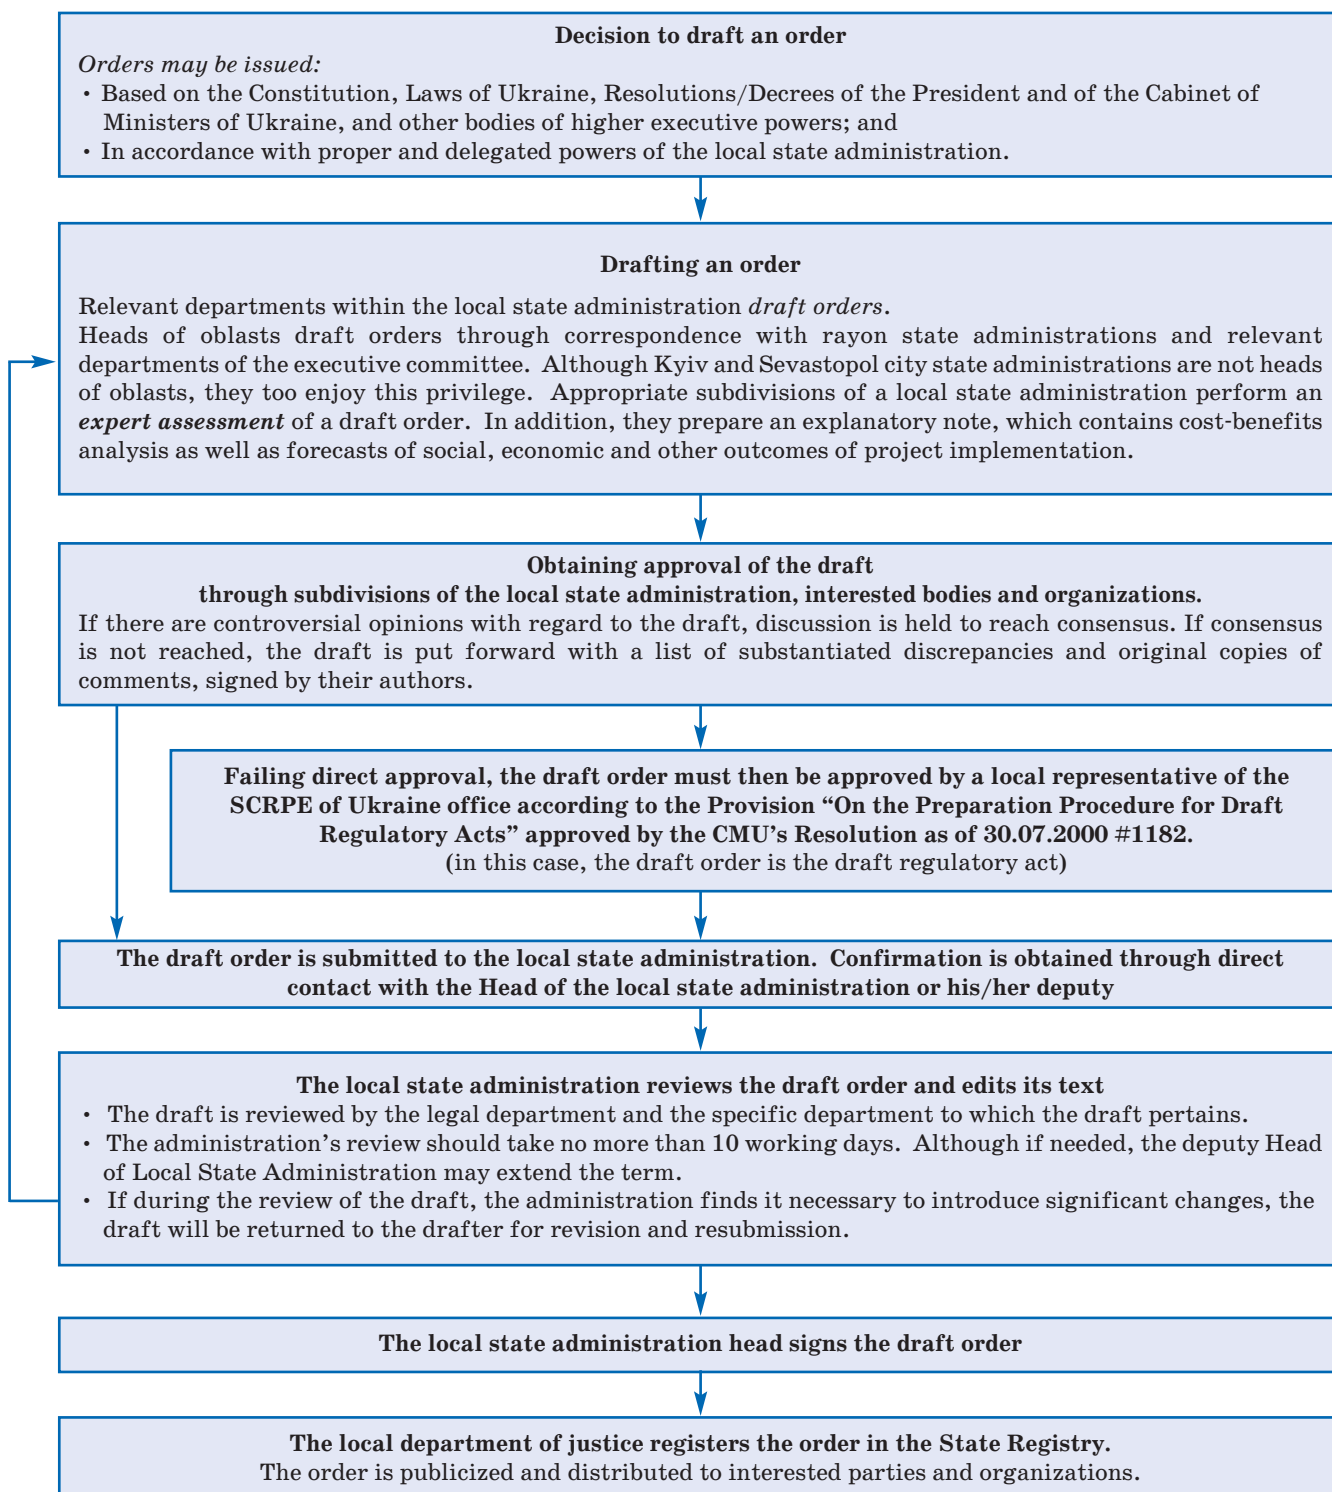 Decision to draft an order
Orders may be issued:
• Based on the Constitution, Laws of Ukraine, Resolutions/Decrees of the President and of the Cabinet of
Ministers of Ukraine, and other bodies of higher executive powers; and
• In accordance with proper and delegated powers of the local state administration.
Drafting an order
Relevant departments within the local state administration draft orders.
Heads of oblasts draft orders through correspondence with rayon state administrations and relevant
departments of the executive committee. Although Kyiv and Sevastopol city state administrations are not heads
of oblasts, they too enjoy this privilege. Appropriate subdivisions of a local state administration perform an
expert assessment of a draft order. In addition, they prepare an explanatory note, which contains cost-benefits
analysis as well as forecasts of social, economic and other outcomes of project implementation.
Obtaining approval of the draft
through subdivisions of the local state administration, interested bodies and organizations.
If there are controversial opinions with regard to the draft, discussion is held to reach consensus. If consensus
is not reached, the draft is put forward with a list of substantiated discrepancies and original copies of
comments, signed by their authors.
Failing direct approval, the draft order must then be approved by a local representative of the
SCRPE of Ukraine office according to the Provision “On the Preparation Procedure for Draft
Regulatory Acts” approved by the CMU’s Resolution as of 30.07.2000 #1182.
(in this case, the draft order is the draft regulatory act)
The draft order is submitted to the local state administration. Confirmation is obtained through direct
contact with the Head of the local state administration or his/her deputy
The local state administration reviews the draft order and edits its text
• The draft is reviewed by the legal department and the specific department to which the draft pertains.
• The administration’s review should take no more than 10 working days. Although if needed, the deputy Head
of Local State Administration may extend the term.
• If during the review of the draft, the administration finds it necessary to introduce significant changes, the
draft will be returned to the drafter for revision and resubmission.
The local state administration head signs the draft order
The local department of justice registers the order in the State Registry.
The order is publicized and distributed to interested parties and organizations.